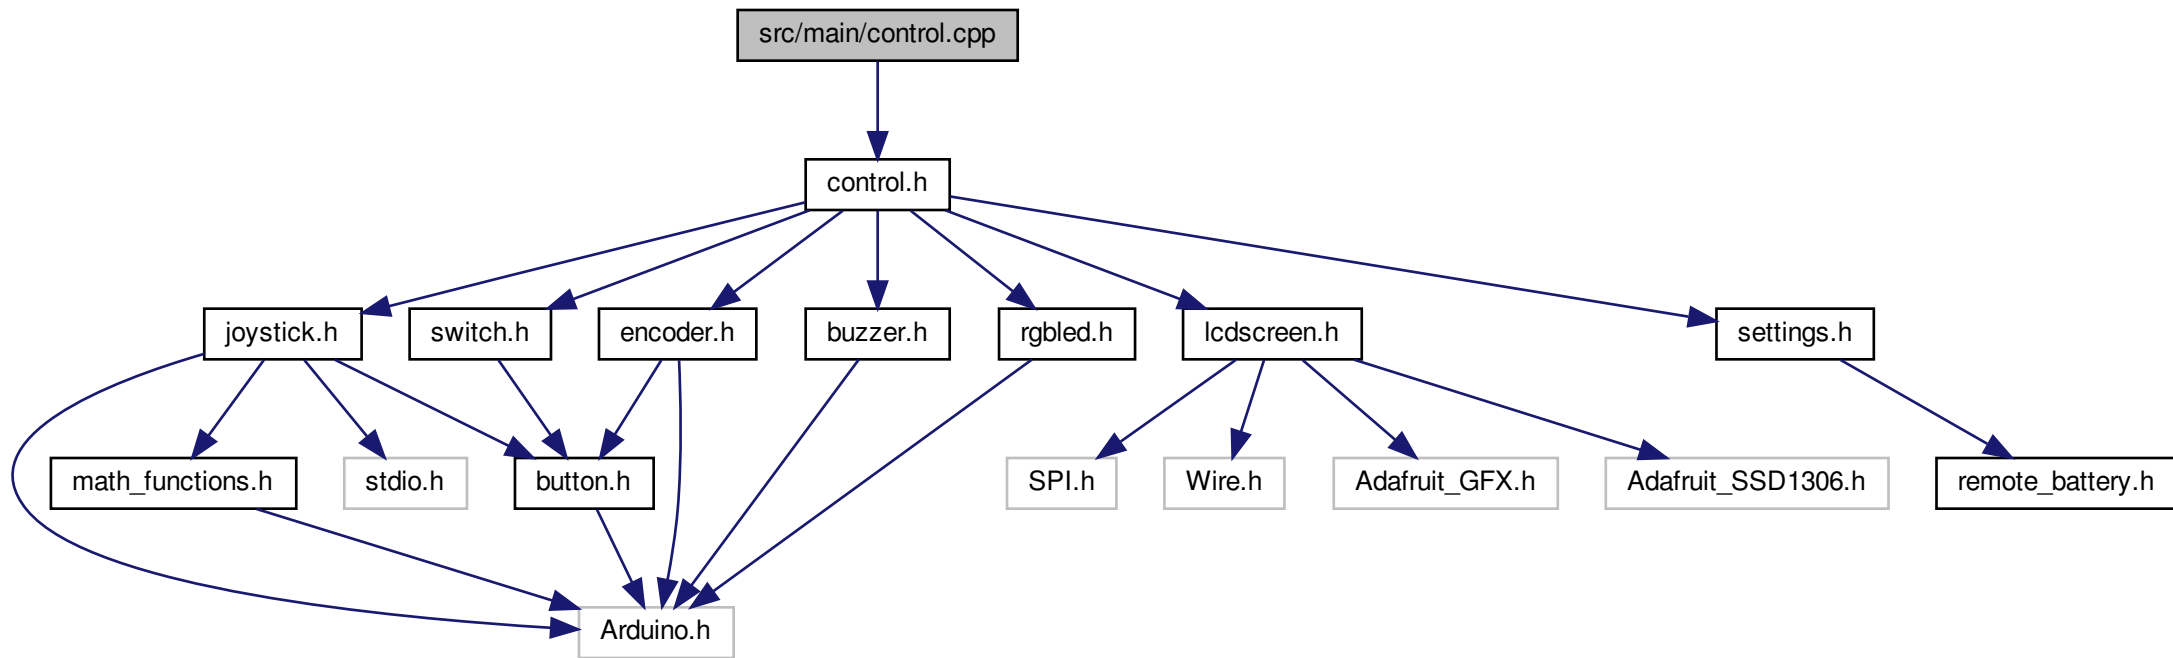 src/main/control.cpp
control.h
joystick.h
switch.h
encoder.h
buzzer.h
rgbled.h
lcdscreen.h
settings.h
math_functions.h
stdio.h
button.h
SPI.h
Wire.h
Adafruit_GFX.h
Adafruit_SSD1306.h
remote_battery.h
Arduino.h